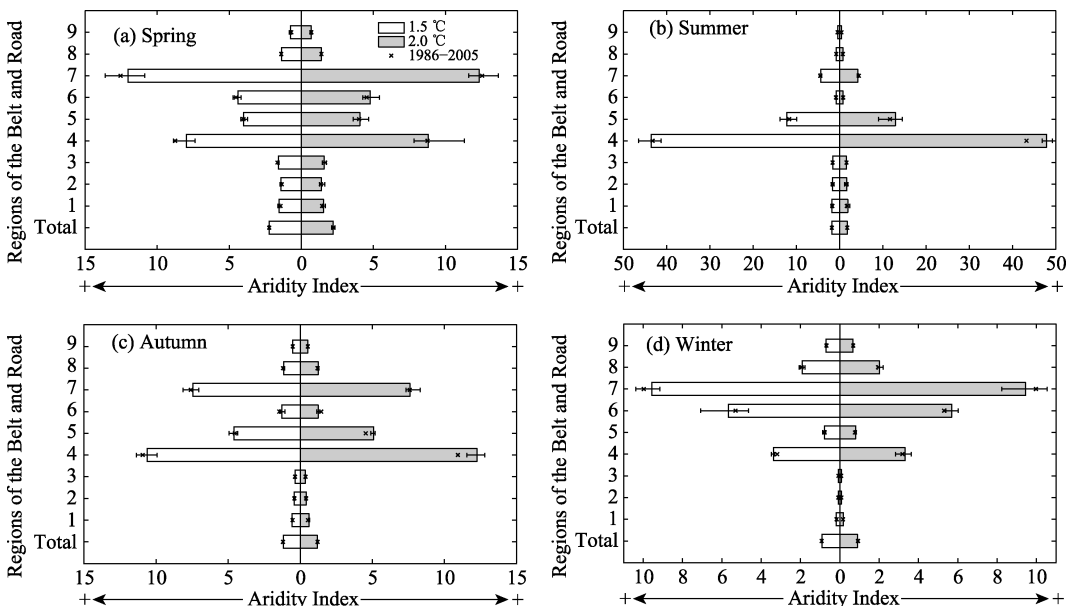 (a) Spring
1.5 ℃
2.0 ℃
1986−2005
Regions of the Belt and Road
9
8
7
6
5
4
3
2
1
Total
15 10 5 0 5 10 15
+ Aridity Index +
(b) Summer
Regions of the Belt and Road
9
8
7
6
5
4
3
2
1
Total
50 40 30 20 10 0 10 20 30 40 50
+ Aridity Index +
(c) Autumn
Regions of the Belt and Road
9
8
7
6
5
4
3
2
1
Total
15 10 5 0 5 10 15
+ Aridity Index +
(d) Winter
Regions of the Belt and Road
9
8
7
6
5
4
3
2
1
Total
10 8 6 4 2 0 2 4 6 8 10
+ Aridity Index +